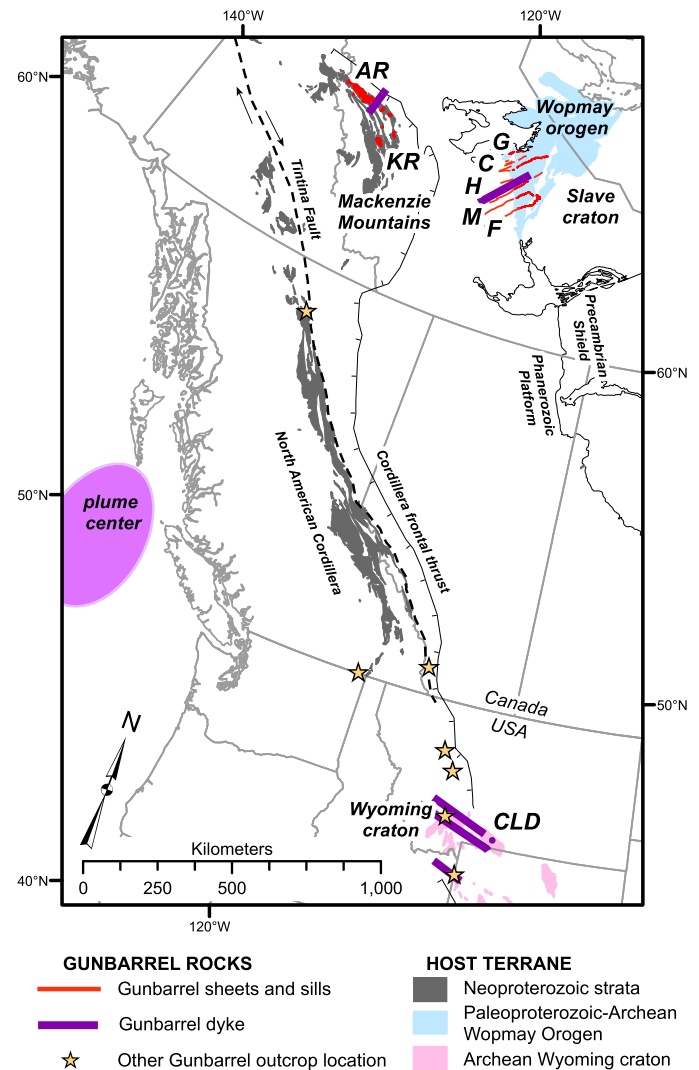 140°W
120°W
60°N
AR
KR
Mackenzie
Mountains
Wopmay
orogen
G
C
H
M
F
Slave
craton
Tintina Fault
Precambrian
Shield
Phanerozoic
Platform
60°N
50°N
plume
center
North American Cordillera
Cordillera frontal thrust
Canada
USA
50°N
N
Wyoming
craton
CLD
Kilometers
0
250
500
1,000
40°N
120°W
GUNBARREL ROCKS
Gunbarrel sheets and sills
Gunbarrel dyke
Other Gunbarrel outcrop location
HOST TERRANE
Neoproterozoic strata
Paleoproterozoic-Archean
Wopmay Orogen
Archean Wyoming craton